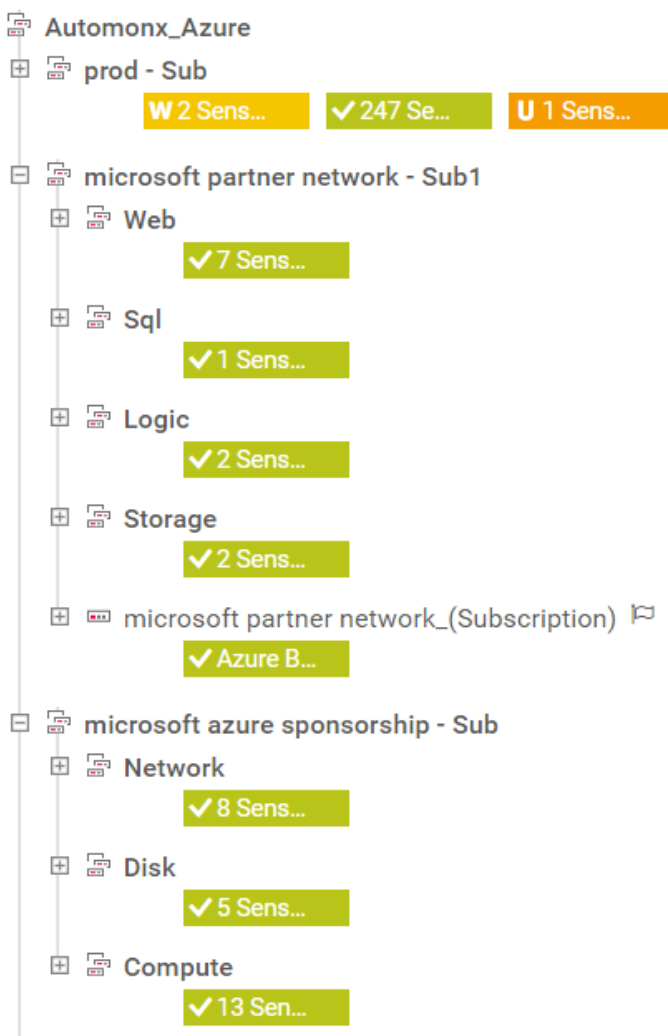 Automonx_Azure
prod - Sub
W 2 Sens... 247 Se... U 1 Sens...
microsoft partner network - Sub1
Web
7 Sens...
Sql
1 Sens...
Logic
2 Sens...
Storage
2 Sens...
microsoft partner network_(Subscription)
Azure B...
microsoft azure sponsorship - Sub
Network
8 Sens...
Disk
5 Sens...
Compute
13 Sen...